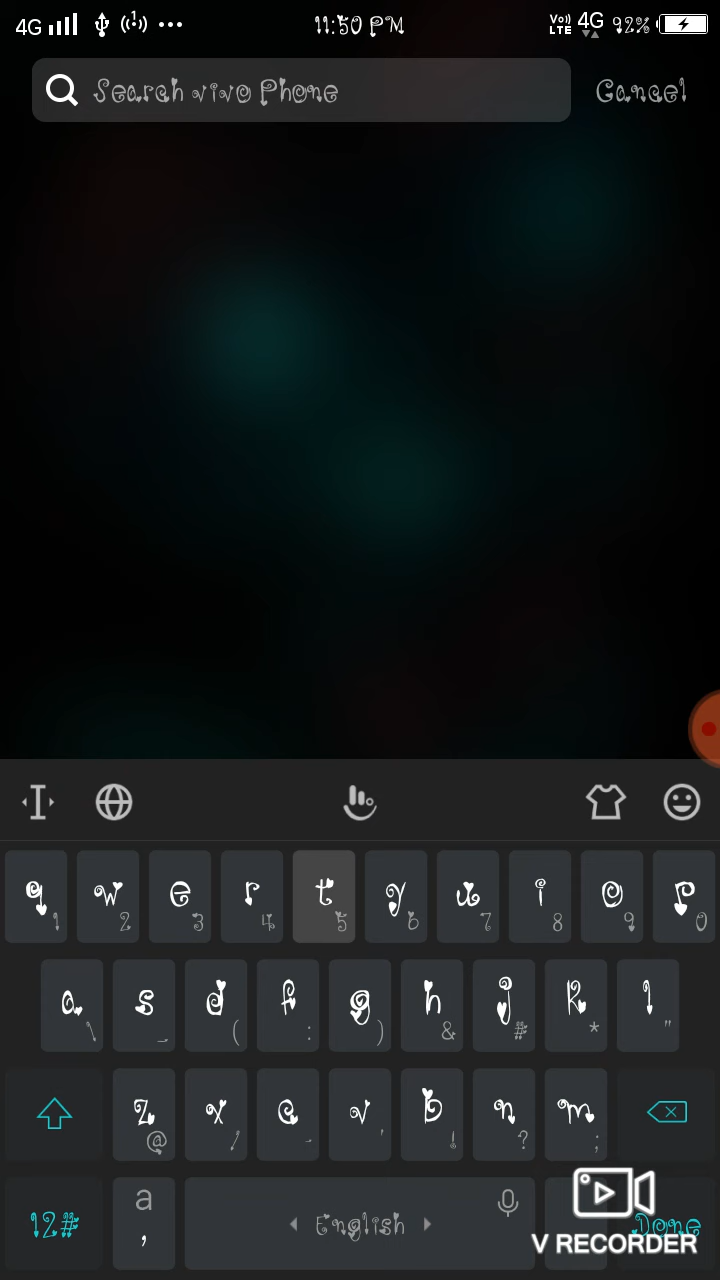 4G 11:50 PM Vo)) LTE 4G 92%
Search vivo Phone Cancel
q 1 w 2 e 3 r 4 t 5 y 6 u 7 i 8 o 9 p 0
a \ s _ d ( f : g ) h & j # k * l "
z @ x / c - v ' b ! n ? m ;
12# a , English Done
V RECORDER